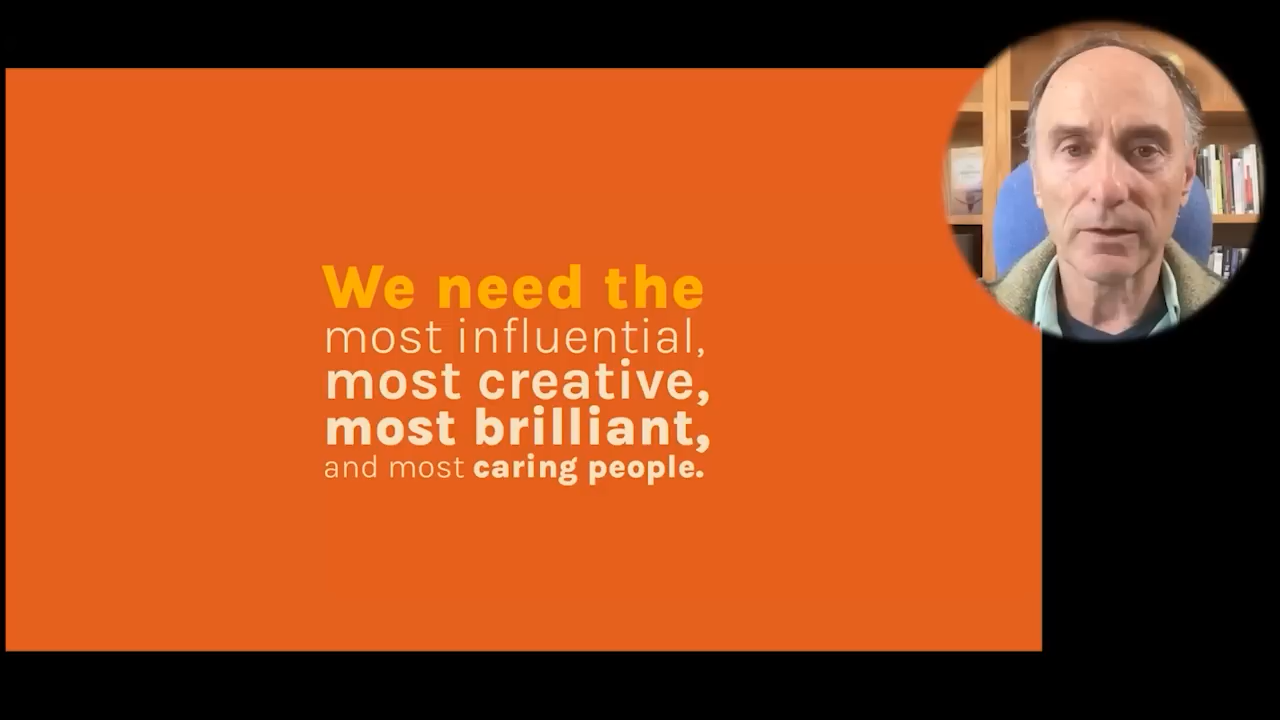 We need the
most influential,
most creative,
most brilliant,
and most caring people.